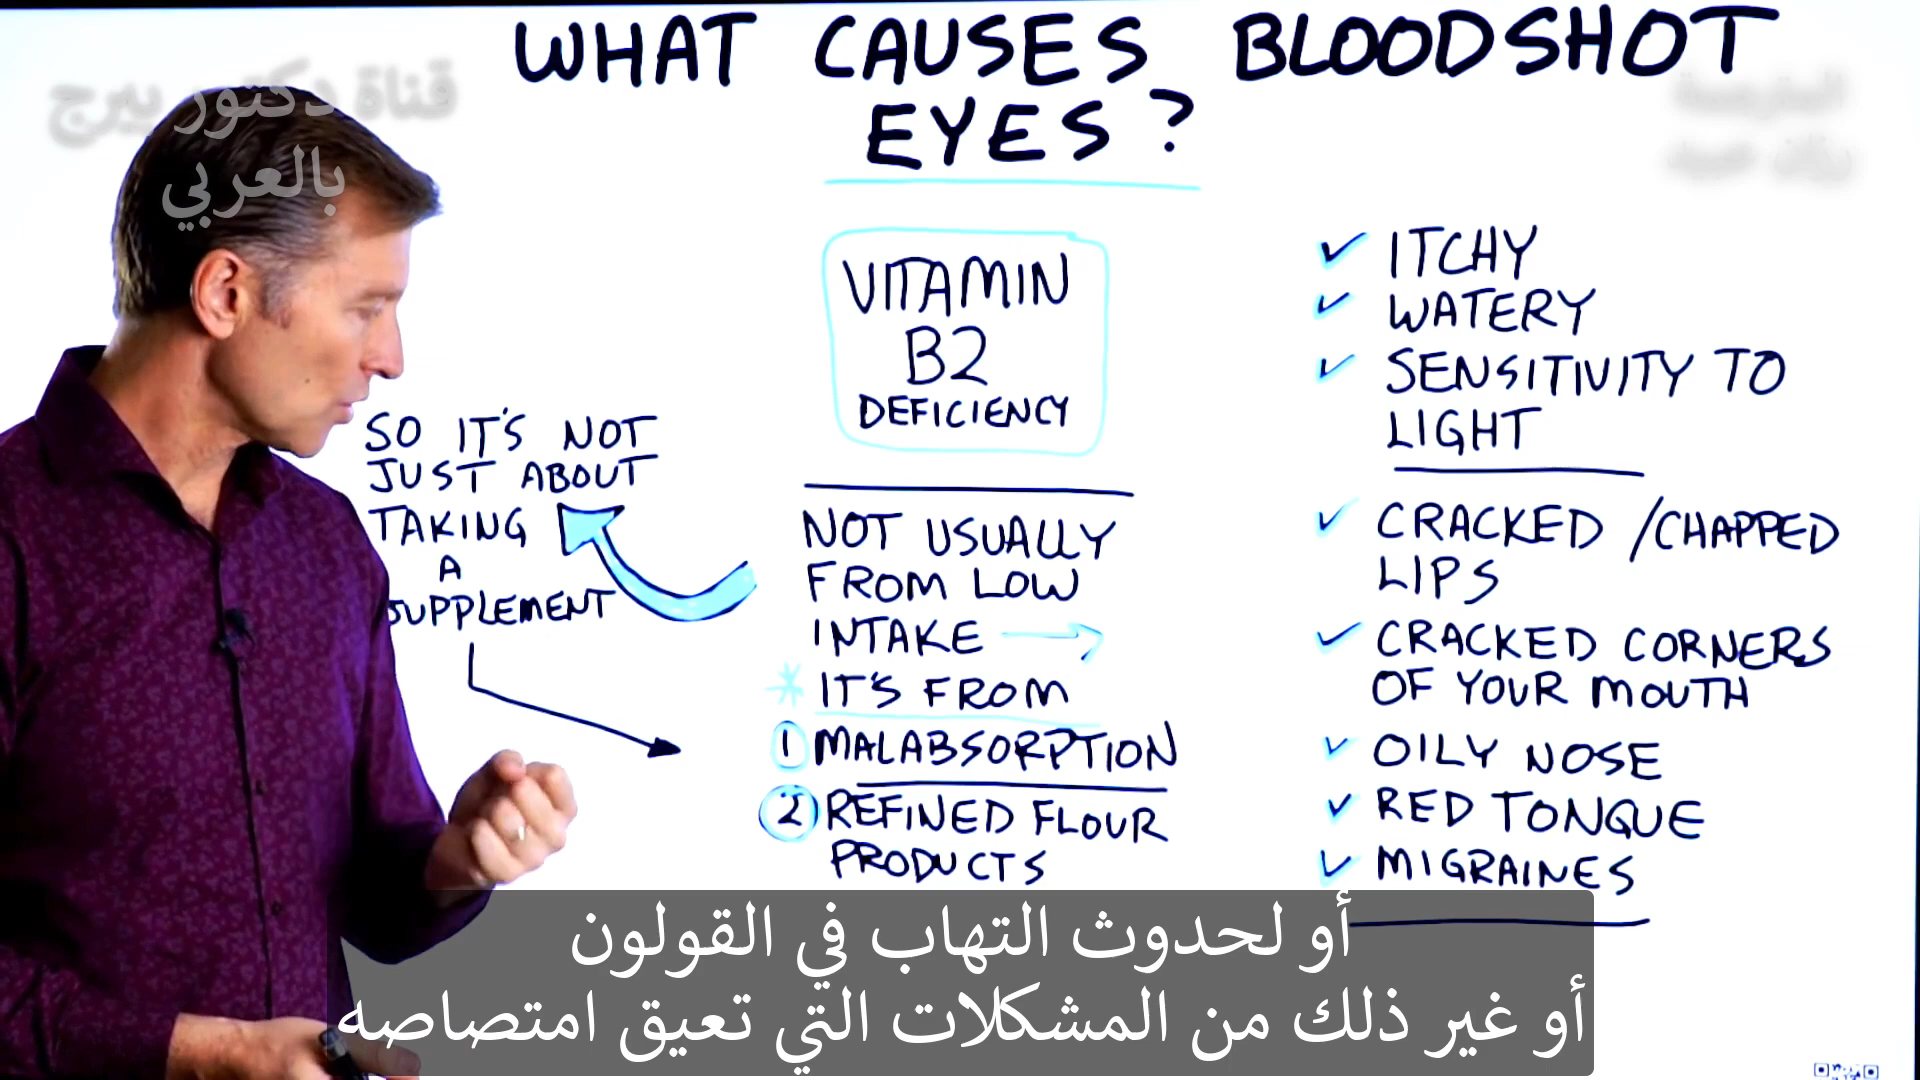 WHAT CAUSES BLOODSHOT
EYES?
قناة دكتور بيرج
بالعربي
VITAMIN
B2
DEFICIENCY
SO IT'S NOT
JUST ABOUT
TAKING
A
SUPPLEMENT
NOT USUALLY
FROM LOW
INTAKE
* IT'S FROM
1 MALABSORPTION
2 REFINED FLOUR
PRODUCTS
✓ ITCHY
✓ WATERY
✓ SENSITIVITY TO
LIGHT
✓ CRACKED /CHAPPED
LIPS
✓ CRACKED CORNERS
OF YOUR MOUTH
✓ OILY NOSE
✓ RED TONGUE
✓ MIGRAINES
أو لحدوث التهاب في القولون
أو غير ذلك من المشكلات التي تعيق امتصاصه